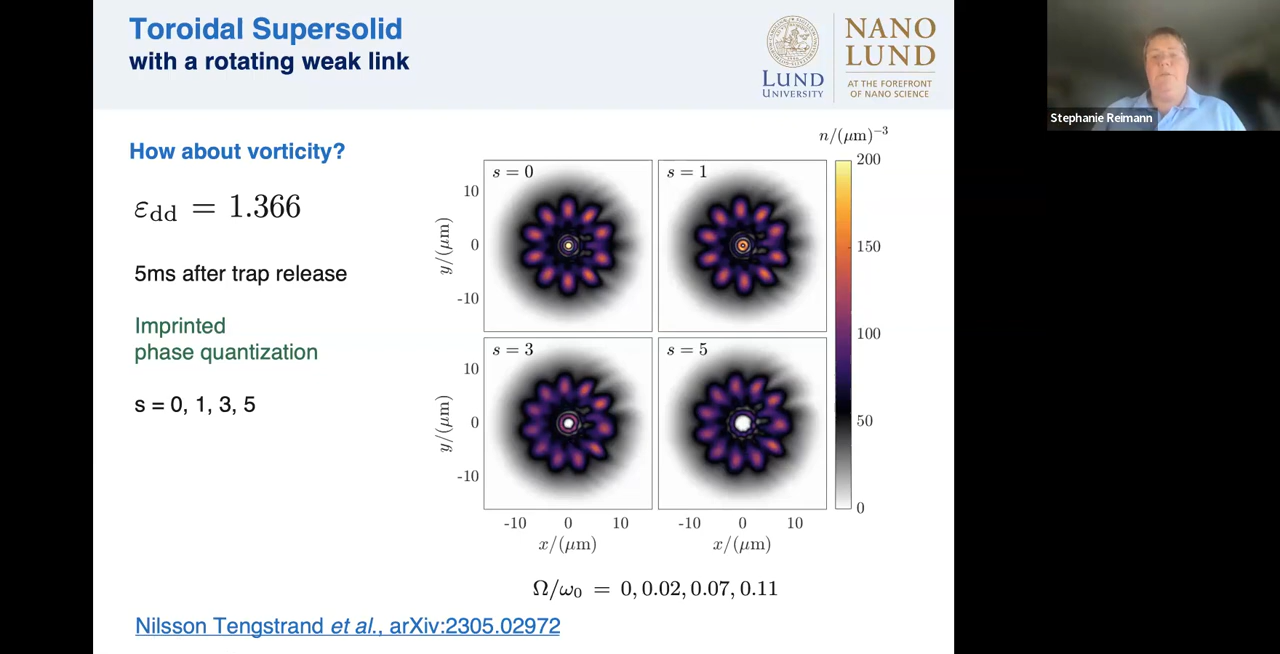 Toroidal Supersolid
with a rotating weak link
LUND
UNIVERSITY
NANO
LUND
AT THE FOREFRONT
OF NANO SCIENCE
Stephanie Reimann
How about vorticity?
εdd = 1.366
5ms after trap release
Imprinted
phase quantization
s = 0, 1, 3, 5
n/(μm)⁻³
200
150
100
50
0
s = 0
s = 1
10
0
-10
y/(μm)
s = 3
s = 5
10
0
-10
y/(μm)
-10 0 10
-10 0 10
x/(μm)
x/(μm)
Ω/ω₀ = 0, 0.02, 0.07, 0.11
Nilsson Tengstrand et al., arXiv:2305.02972